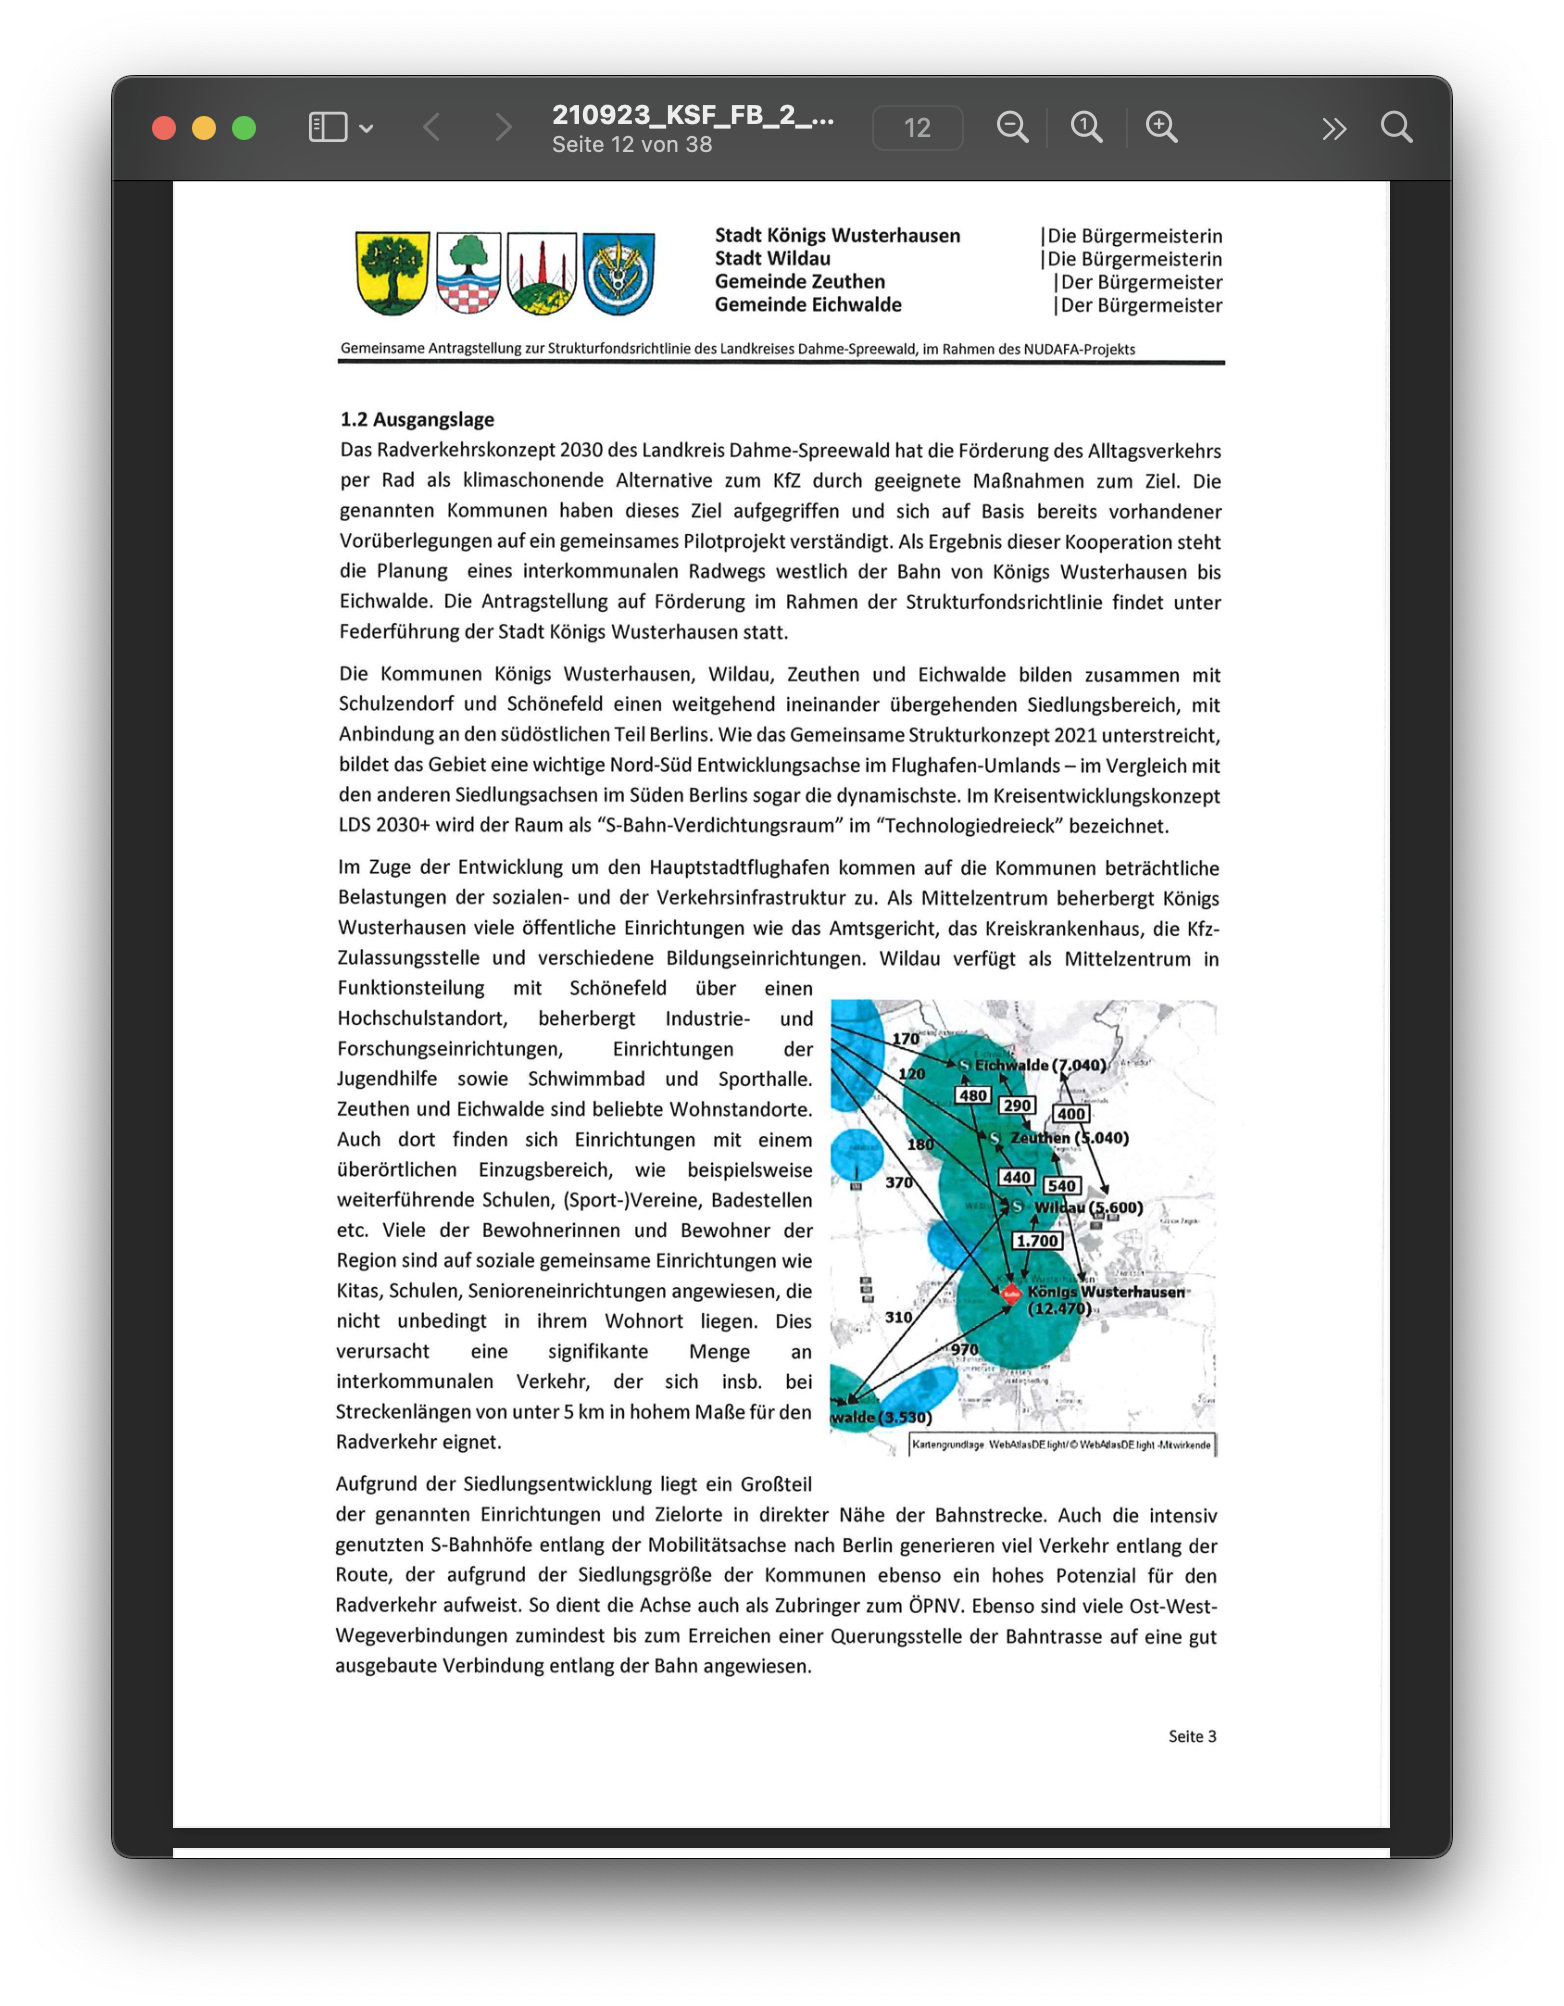 210923_KSF_FB_2_...
Seite 12 von 38
12
Stadt Königs Wusterhausen |Die Bürgermeisterin
Stadt Wildau |Die Bürgermeisterin
Gemeinde Zeuthen |Der Bürgermeister
Gemeinde Eichwalde |Der Bürgermeister
Gemeinsame Antragstellung zur Strukturfondsrichtlinie des Landkreises Dahme-Spreewald, im Rahmen des NUDAFA-Projekts
1.2 Ausgangslage
Das Radverkehrskonzept 2030 des Landkreis Dahme-Spreewald hat die Förderung des Alltagsverkehrs
per Rad als klimaschonende Alternative zum KfZ durch geeignete Maßnahmen zum Ziel. Die
genannten Kommunen haben dieses Ziel aufgegriffen und sich auf Basis bereits vorhandener
Vorüberlegungen auf ein gemeinsames Pilotprojekt verständigt. Als Ergebnis dieser Kooperation steht
die Planung eines interkommunalen Radwegs westlich der Bahn von Königs Wusterhausen bis
Eichwalde. Die Antragstellung auf Förderung im Rahmen der Strukturfondsrichtlinie findet unter
Federführung der Stadt Königs Wusterhausen statt.
Die Kommunen Königs Wusterhausen, Wildau, Zeuthen und Eichwalde bilden zusammen mit
Schulzendorf und Schönefeld einen weitgehend ineinander übergehenden Siedlungsbereich, mit
Anbindung an den südöstlichen Teil Berlins. Wie das Gemeinsame Strukturkonzept 2021 unterstreicht,
bildet das Gebiet eine wichtige Nord-Süd Entwicklungsachse im Flughafen-Umlands – im Vergleich mit
den anderen Siedlungsachsen im Süden Berlins sogar die dynamischste. Im Kreisentwicklungskonzept
LDS 2030+ wird der Raum als “S-Bahn-Verdichtungsraum” im “Technologiedreieck” bezeichnet.
Im Zuge der Entwicklung um den Hauptstadtflughafen kommen auf die Kommunen beträchtliche
Belastungen der sozialen- und der Verkehrsinfrastruktur zu. Als Mittelzentrum beherbergt Königs
Wusterhausen viele öffentliche Einrichtungen wie das Amtsgericht, das Kreiskrankenhaus, die Kfz-
Zulassungsstelle und verschiedene Bildungseinrichtungen. Wildau verfügt als Mittelzentrum in
Funktionsteilung mit Schönefeld über einen
Hochschulstandort, beherbergt Industrie- und
Forschungseinrichtungen, Einrichtungen der
Jugendhilfe sowie Schwimmbad und Sporthalle.
Zeuthen und Eichwalde sind beliebte Wohnstandorte.
Auch dort finden sich Einrichtungen mit einem
überörtlichen Einzugsbereich, wie beispielsweise
weiterführende Schulen, (Sport-)Vereine, Badestellen
etc. Viele der Bewohnerinnen und Bewohner der
Region sind auf soziale gemeinsame Einrichtungen wie
Kitas, Schulen, Senioreneinrichtungen angewiesen, die
nicht unbedingt in ihrem Wohnort liegen. Dies
verursacht eine signifikante Menge an
interkommunalen Verkehr, der sich insb. bei
Streckenlängen von unter 5 km in hohem Maße für den
Radverkehr eignet.
170
S Eichwalde (7.040)
120
480
290
400
S Zeuthen (5.040)
180
440
540
370
S Wildau (5.600)
1.700
Königs Wusterhausen
(12.470)
310
970
walde (3.530)
Kartengrundlage WebAtlasDE light/© WebAtlasDE light -Mitwirkende
Aufgrund der Siedlungsentwicklung liegt ein Großteil
der genannten Einrichtungen und Zielorte in direkter Nähe der Bahnstrecke. Auch die intensiv
genutzten S-Bahnhöfe entlang der Mobilitätsachse nach Berlin generieren viel Verkehr entlang der
Route, der aufgrund der Siedlungsgröße der Kommunen ebenso ein hohes Potenzial für den
Radverkehr aufweist. So dient die Achse auch als Zubringer zum ÖPNV. Ebenso sind viele Ost-West-
Wegeverbindungen zumindest bis zum Erreichen einer Querungsstelle der Bahntrasse auf eine gut
ausgebaute Verbindung entlang der Bahn angewiesen.
Seite 3